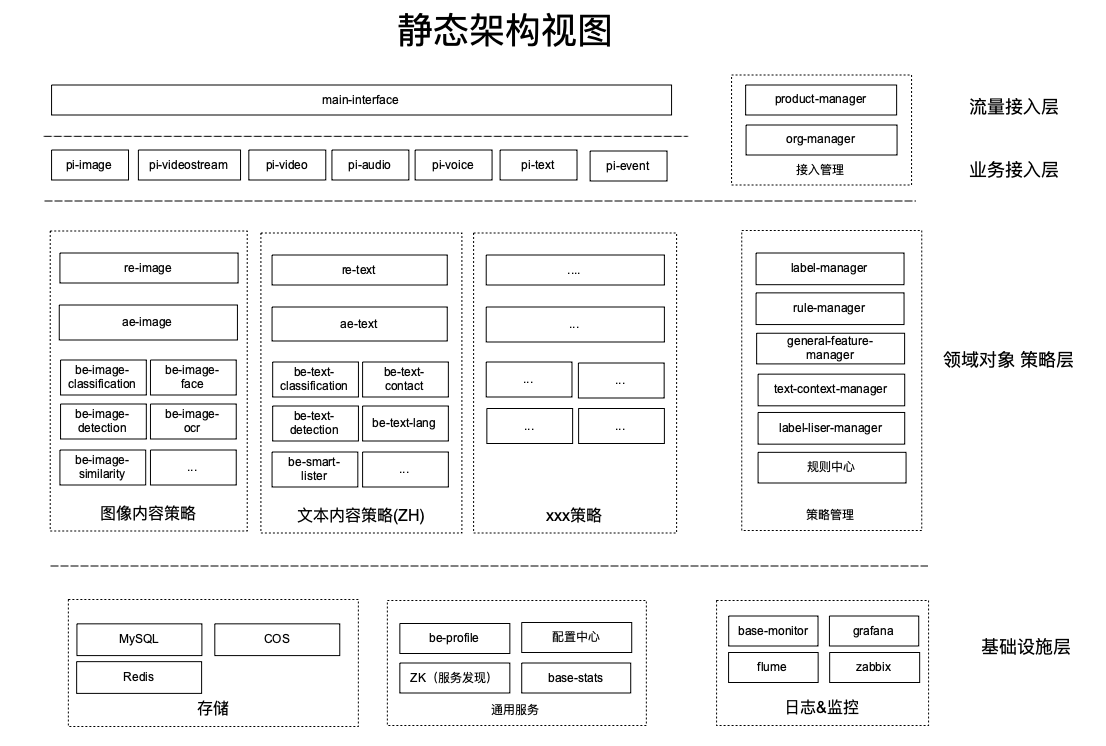 静态架构视图
main-interface
product-manager
org-manager
接入管理
流量接入层
pi-image
pi-videostream
pi-video
pi-audio
pi-voice
pi-text
pi-event
业务接入层
re-image
ae-image
be-image-
classification
be-image-
face
be-image-
detection
be-image-
ocr
be-image-
similarity
...
图像内容策略
re-text
ae-text
be-text-
classification
be-text-
contact
be-text-
detection
be-text-lang
be-smart-
lister
...
文本内容策略(ZH)
....
...
...
...
...
...
xxx策略
label-manager
rule-manager
general-feature-
manager
text-context-manager
label-liser-manager
规则中心
策略管理
领域对象 策略层
MySQL
COS
Redis
存储
be-profile
配置中心
ZK（服务发现）
base-stats
通用服务
base-monitor
grafana
flume
zabbix
日志&监控
基础设施层